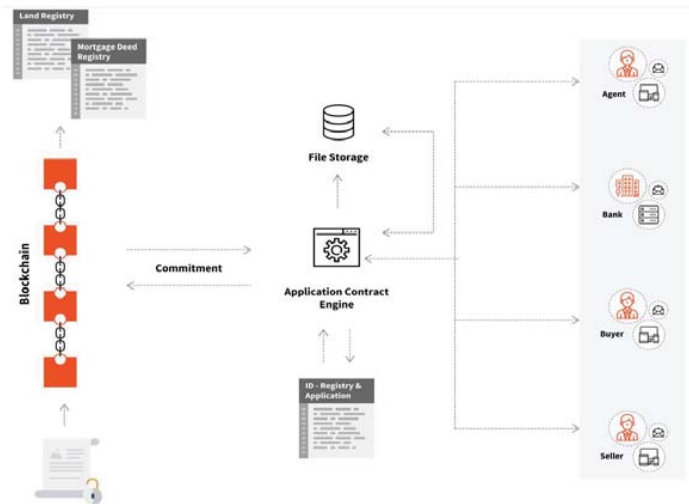 Land Registry
Mortgage Deed
Registry
File Storage
Agent
Bank
Blockchain
Commitment
Application Contract
Engine
Buyer
ID - Registry &
Application
Seller